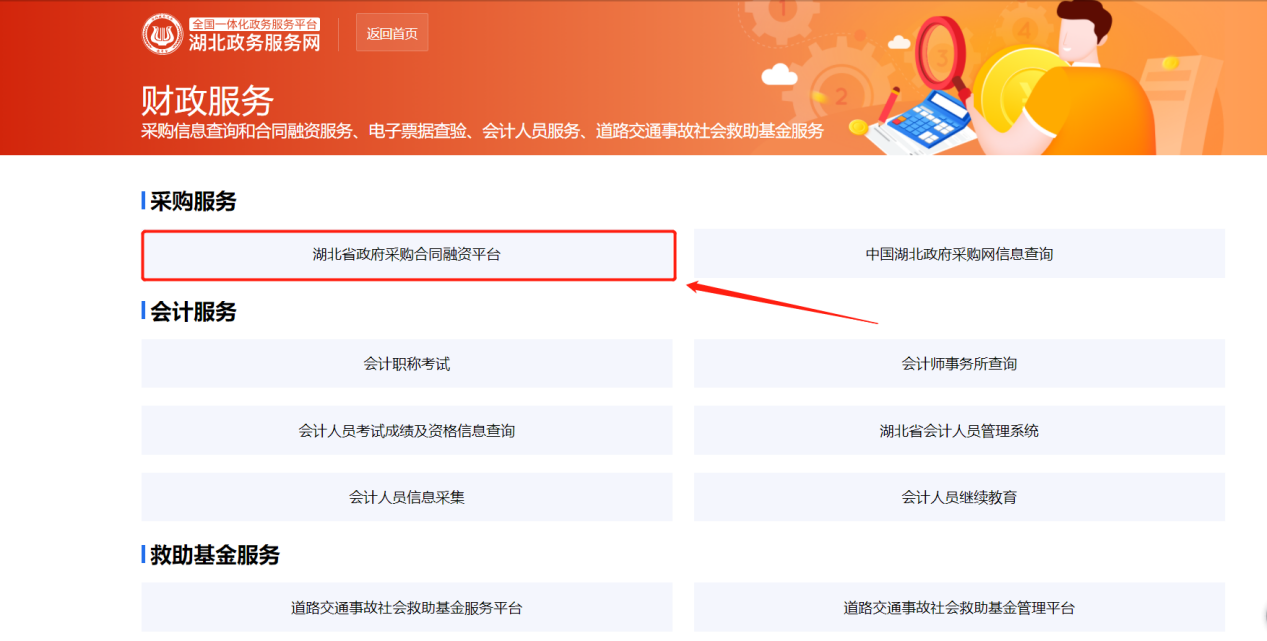 全国一体化政务服务平台
湖北政务服务网
返回首页
财政服务
采购信息查询和合同融资服务、电子票据查验、会计人员服务、道路交通事故社会救助基金服务
1
2
3
4
采购服务
湖北省政府采购合同融资平台
中国湖北政府采购网信息查询
会计服务
会计职称考试
会计师事务所查询
会计人员考试成绩及资格信息查询
湖北省会计人员管理系统
会计人员信息采集
会计人员继续教育
救助基金服务
道路交通事故社会救助基金服务平台
道路交通事故社会救助基金管理平台